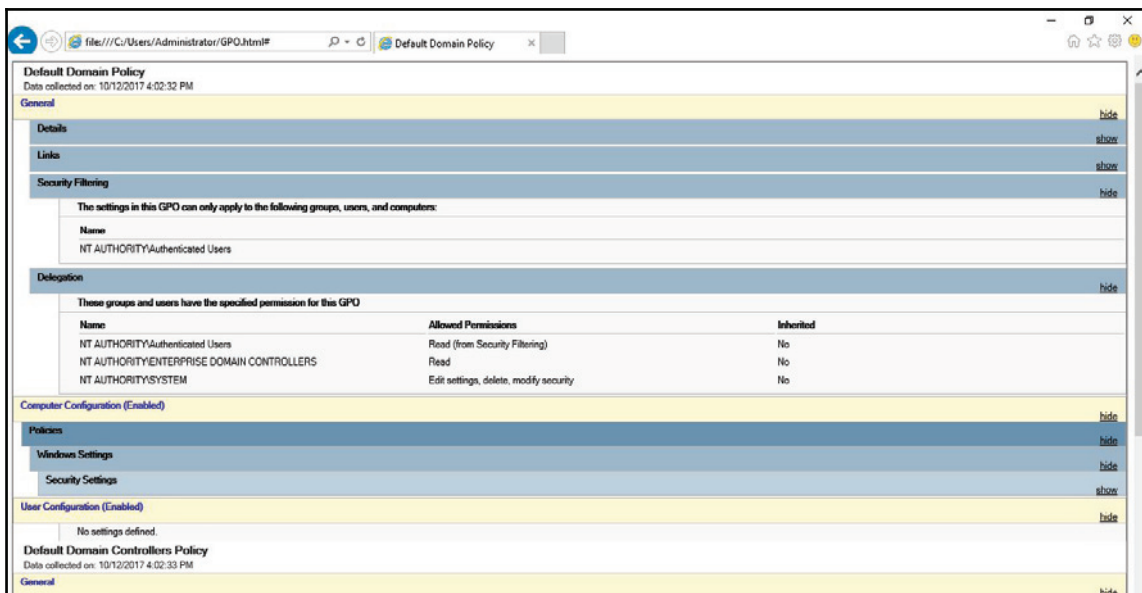 file:///C:/Users/Administrator/GPO.html#
Default Domain Policy
Default Domain Policy
Data collected on: 10/12/2017 4:02:32 PM
General
hide
Details
show
Links
show
Security Filtering
hide
The settings in this GPO can only apply to the following groups, users, and computers:
Name
NT AUTHORITY\Authenticated Users
Delegation
hide
These groups and users have the specified permission for this GPO
Name Allowed Permissions Inherited
NT AUTHORITY\Authenticated Users Read (from Security Filtering) No
NT AUTHORITY\ENTERPRISE DOMAIN CONTROLLERS Read No
NT AUTHORITY\SYSTEM Edit settings, delete, modify security No
Computer Configuration (Enabled)
hide
Policies
hide
Windows Settings
hide
Security Settings
show
User Configuration (Enabled)
hide
No settings defined.
Default Domain Controllers Policy
Data collected on: 10/12/2017 4:02:33 PM
General
hide